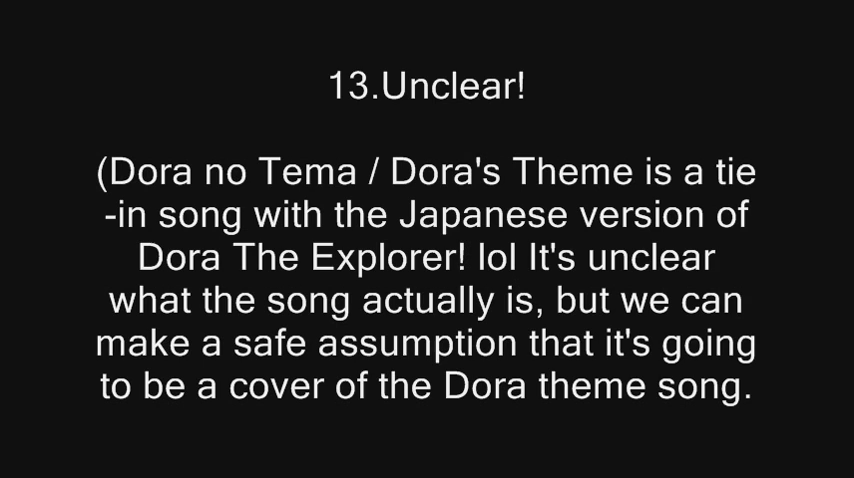 13.Unclear!
(Dora no Tema / Dora's Theme is a tie
-in song with the Japanese version of
Dora The Explorer! lol It's unclear
what the song actually is, but we can
make a safe assumption that it's going
to be a cover of the Dora theme song.